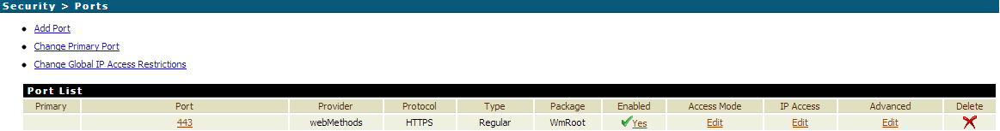 Security > Ports
Add Port
Change Primary Port
Change Global IP Access Restrictions
Port List
Primary Port Provider Protocol Type Package Enabled Access Mode IP Access Advanced Delete
443 webMethods HTTPS Regular WmRoot Yes Edit Edit Edit